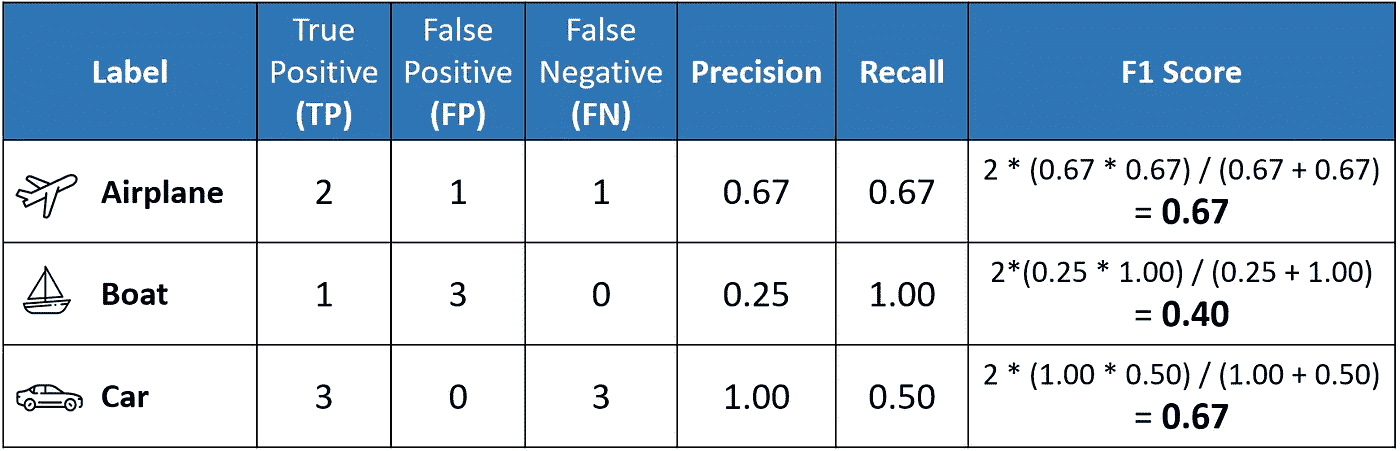 Label
True
Positive
(TP)
False
Positive
(FP)
False
Negative
(FN)
Precision
Recall
F1 Score
Airplane
2
1
1
0.67
0.67
2 * (0.67 * 0.67) / (0.67 + 0.67)
= 0.67
Boat
1
3
0
0.25
1.00
2*(0.25 * 1.00) / (0.25 + 1.00)
= 0.40
Car
3
0
3
1.00
0.50
2 * (1.00 * 0.50) / (1.00 + 0.50)
= 0.67